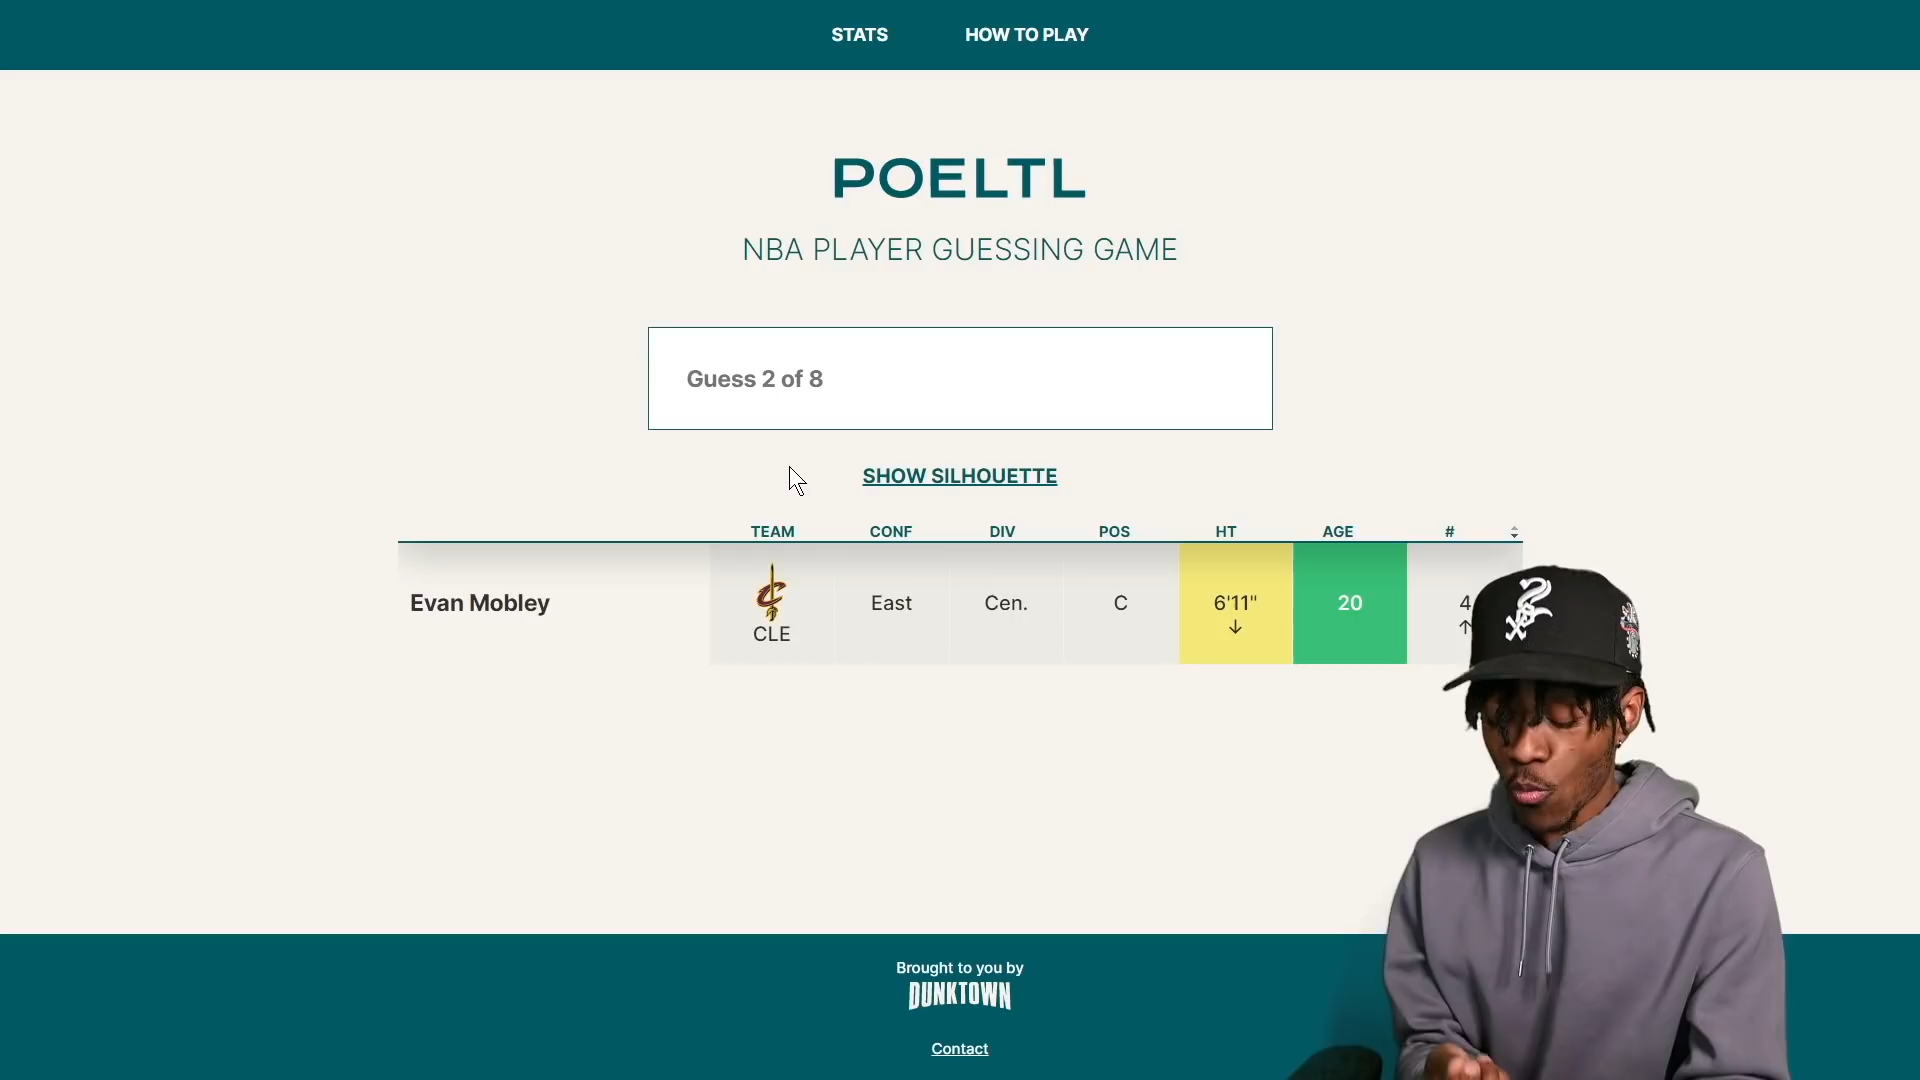 STATS HOW TO PLAY
POELTL
NBA PLAYER GUESSING GAME
Guess 2 of 8
SHOW SILHOUETTE
TEAM CONF DIV POS HT AGE #
Evan Mobley CLE East Cen. C 6'11" ↓ 20 4 ↑
Brought to you by
DUNKTOWN
Contact